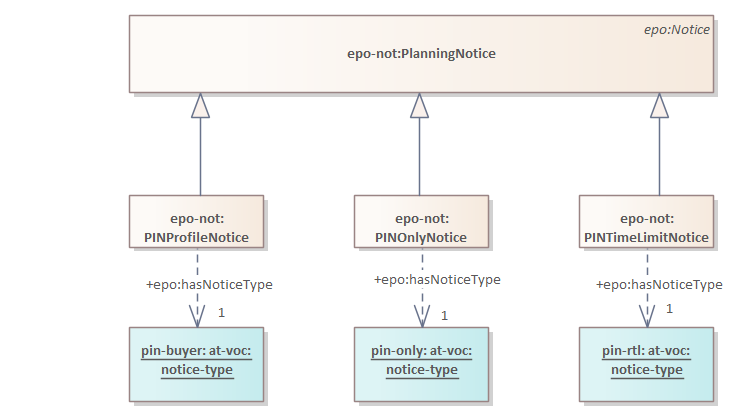 epo:Notice
epo-not:PlanningNotice
epo-not:
PINProfileNotice
epo-not:
PINOnlyNotice
epo-not:
PINTimeLimitNotice
+epo:hasNoticeType
1
+epo:hasNoticeType
1
+epo:hasNoticeType
1
pin-buyer: at-voc:
notice-type
pin-only: at-voc:
notice-type
pin-rtl: at-voc:
notice-type